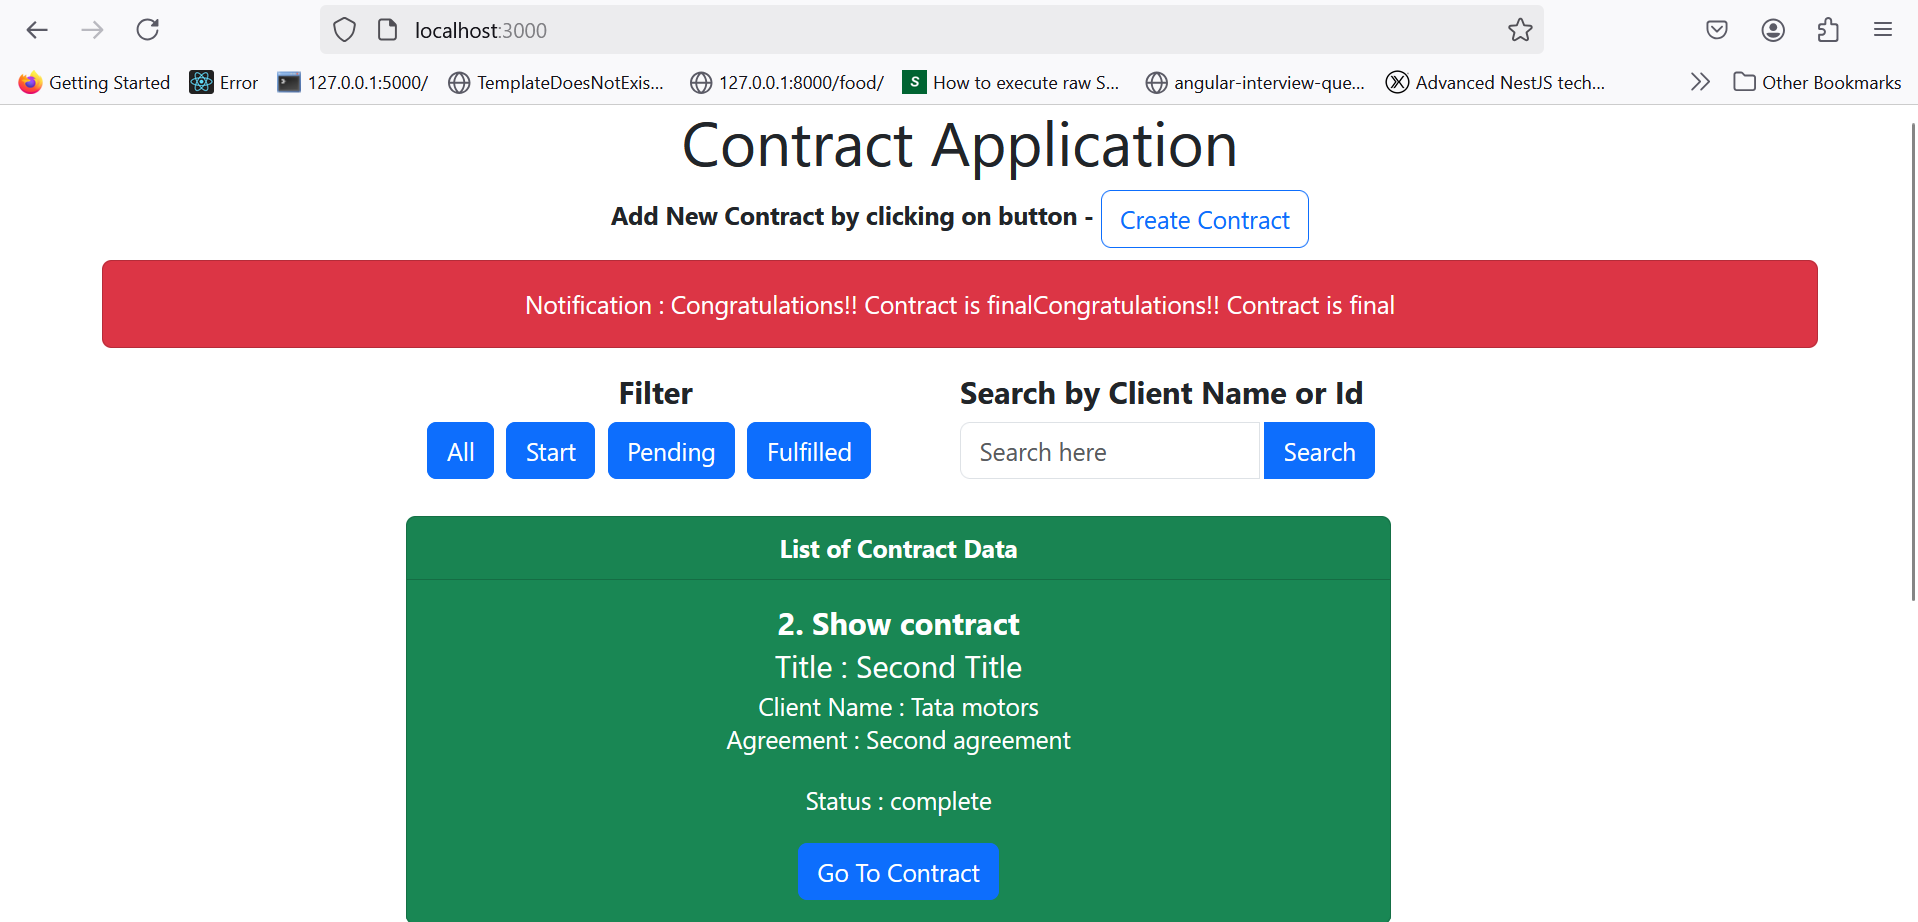 localhost:3000
Getting Started Error 127.0.0.1:5000/ TemplateDoesNotExis... 127.0.0.1:8000/food/ S How to execute raw S... angular-interview-que... Advanced NestJS tech... Other Bookmarks
Contract Application
Add New Contract by clicking on button - Create Contract
Notification : Congratulations!! Contract is finalCongratulations!! Contract is final
Filter
All Start Pending Fulfilled
Search by Client Name or Id
Search here Search
List of Contract Data
2. Show contract
Title : Second Title
Client Name : Tata motors
Agreement : Second agreement
Status : complete
Go To Contract